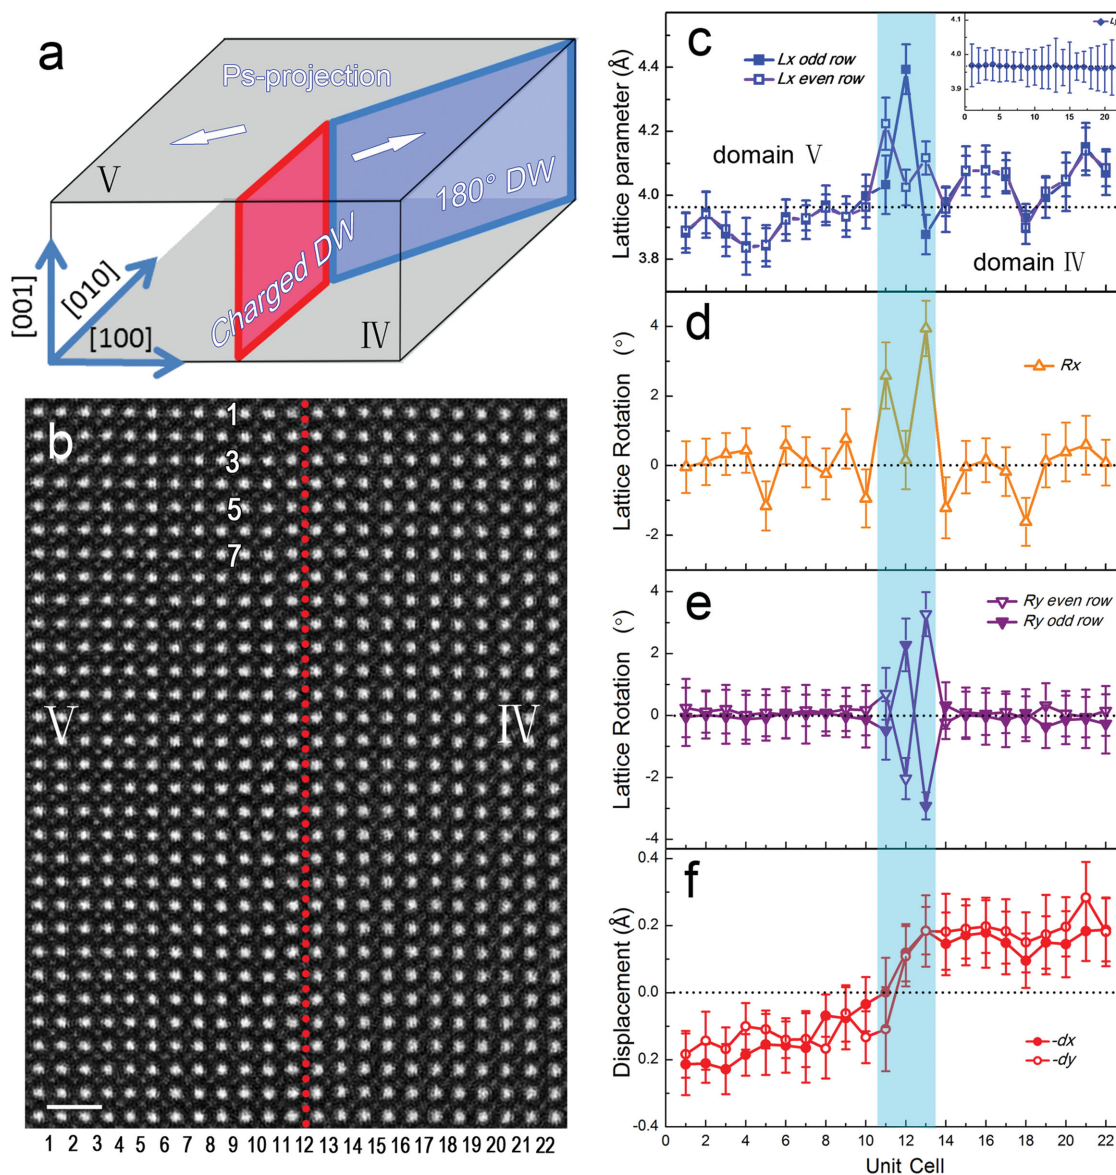 a
Ps-projection
V
180° DW
Charged DW
IV
[001]
[010]
[100]
b
1
3
5
7
V
IV
1 2 3 4 5 6 7 8 9 10 11 12 13 14 15 16 17 18 19 20 21 22
c
Lx odd row
Lx even row
4.1
4.0
3.9
0 5 10 15 20
domain V
domain IV
Lattice parameter (Å)
4.4
4.2
4.0
3.8
d
Rx
Lattice Rotation (°)
4
2
0
-2
e
Ry even row
Ry odd row
Lattice Rotation (°)
4
2
0
-2
-4
f
-dx
-dy
Displacement (Å)
0.4
0.2
0.0
0.2
-0.4
0 2 4 6 8 10 12 14 16 18 20 22
Unit Cell